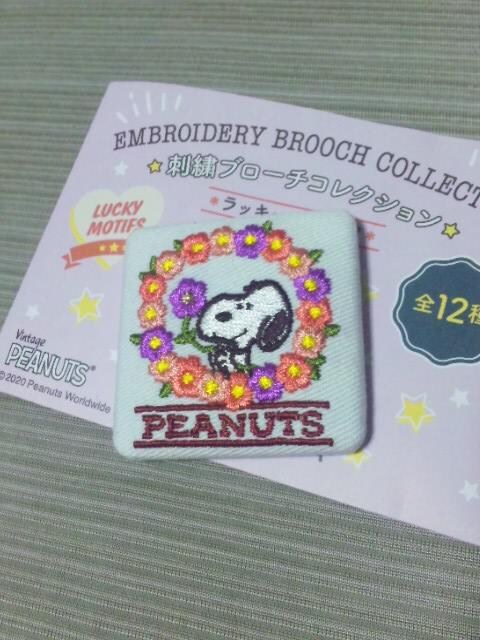 EMBROIDERY BROOCH COLLECT
刺繍ブローチコレクション
*ラッキ
LUCKY
MOTIFS
全12種
Vintage
PEANUTS®
©2020 Peanuts Worldwide
PEANUTS